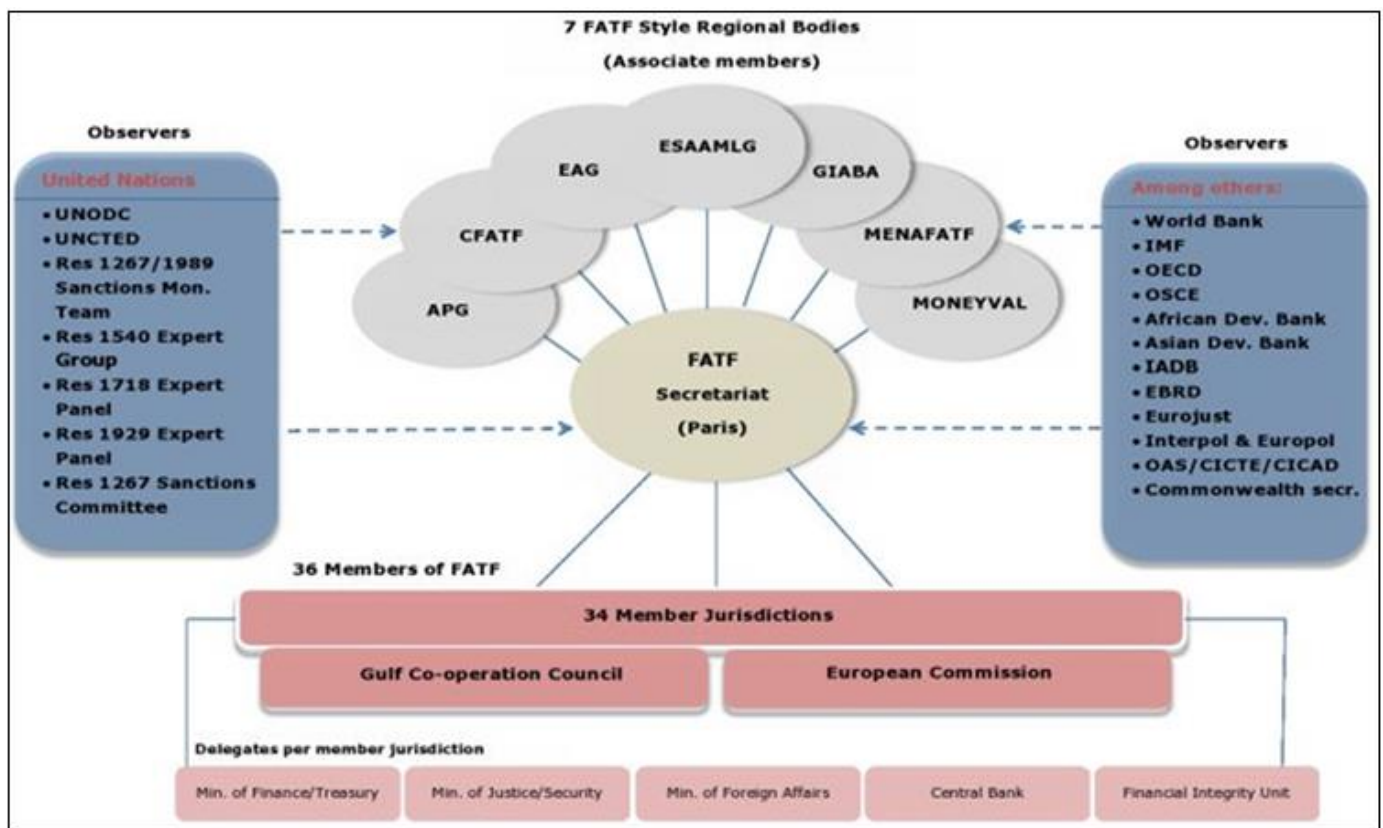 7 FATF Style Regional Bodies
(Associate members)
Observers
United Nations
• UNODC
• UNCTED
• Res 1267/1989
Sanctions Mon.
Team
• Res 1540 Expert
Group
• Res 1718 Expert
Panel
• Res 1929 Expert
Panel
• Res 1267 Sanctions
Committee
APG
CFATF
EAG
ESAAMLG
GIABA
MENAFATF
MONEYVAL
FATF
Secretariat
(Paris)
Observers
Among others:
• World Bank
• IMF
• OECD
• OSCE
• African Dev. Bank
• Asian Dev. Bank
• IADB
• EBRD
• Eurojust
• Interpol & Europol
• OAS/CICTE/CICAD
• Commonwealth secr.
36 Members of FATF
34 Member Jurisdictions
Gulf Co-operation Council
European Commission
Delegates per member jurisdiction
Min. of Finance/Treasury
Min. of Justice/Security
Min. of Foreign Affairs
Central Bank
Financial Integrity Unit